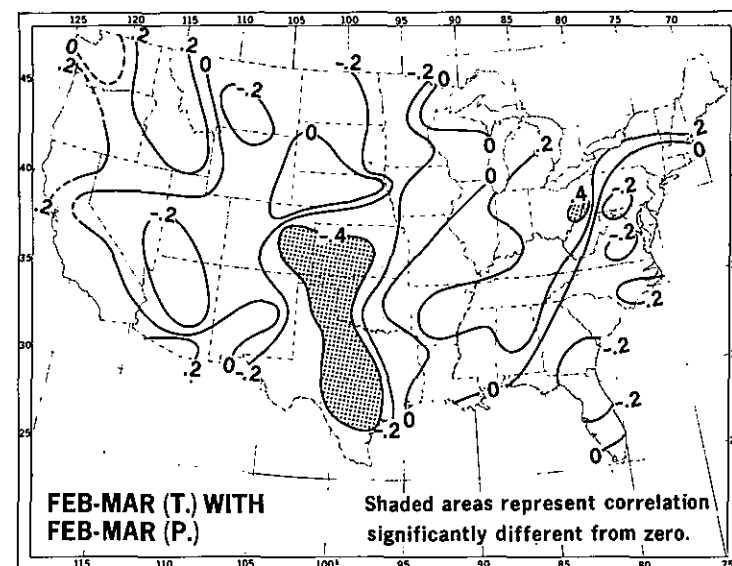 125 120 115 110 105 100 95 90 85 80 75 70
0 .2 .2 0 -.2 -.2 0
45 .2
-.2
.2
0 0 .2 0
40 0 .4 -.2
.2 -.2
-.4 -.2
35
.2
30 .2 0 -.2 -.2
0 -.2
25 -.2 0
0
FEB-MAR (T.) WITH
FEB-MAR (P.)
Shaded areas represent correlation
significantly different from zero.
115 110 105 100 95 90 85 80 75